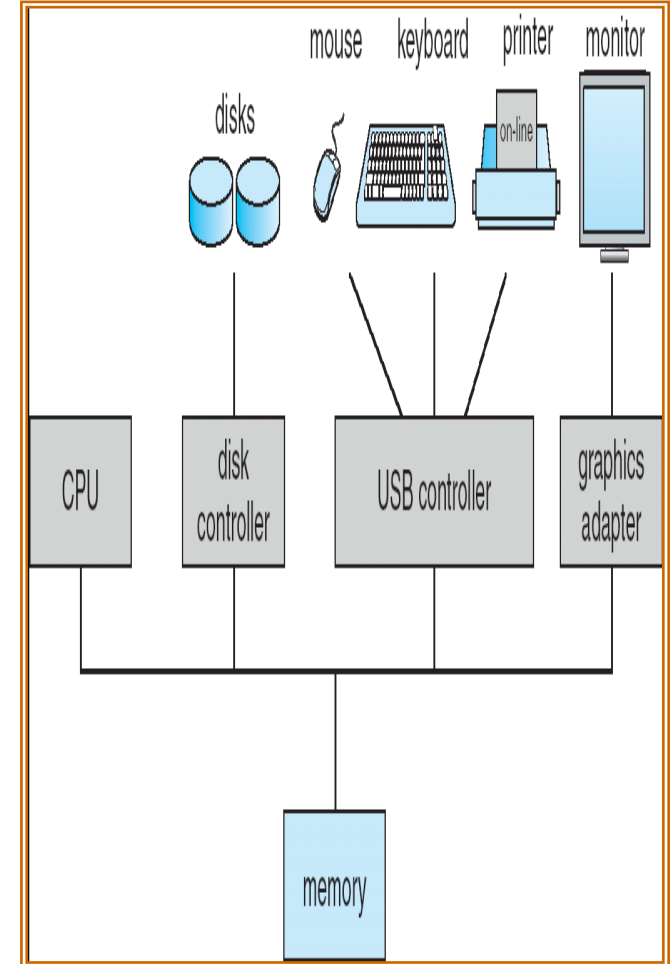 mouse
keyboard
printer
monitor
disks
on-line
CPU
disk
controller
USB controller
graphics
adapter
memory